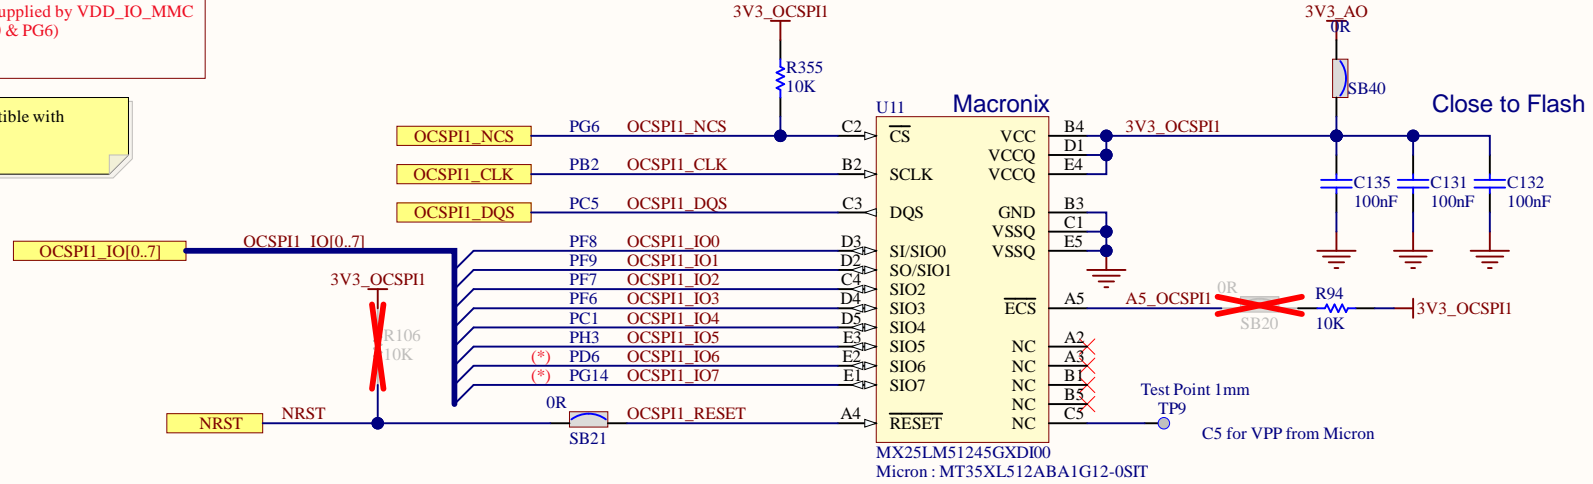 upplied by VDD_IO_MMC
& PG6)
tible with
3V3_OCSPI1
R355
10K
3V3_AO
0R
SB40
Close to Flash
U11
Macronix
OCSPI1_NCS PG6 OCSPI1_NCS C2 CS VCC B4 3V3_OCSPI1
VCCQ D1
OCSPI1_CLK PB2 OCSPI1_CLK B2 SCLK VCCQ E4
C135 100nF
C131 100nF
C132 100nF
OCSPI1_DQS PC5 OCSPI1_DQS C3 DQS GND B3
VSSQ C1
OCSPI1_IO[0..7] OCSPI1_IO[0..7]
PF8 OCSPI1_IO0 D3 SI/SIO0 VSSQ E5
PF9 OCSPI1_IO1 D2 SO/SIO1
PF7 OCSPI1_IO2 C4 SIO2
PF6 OCSPI1_IO3 D4 SIO3 ECS A5 A5_OCSPI1 0R SB20 R94 10K 3V3_OCSPI1
PC1 OCSPI1_IO4 D5 SIO4
PH3 OCSPI1_IO5 E3 SIO5 NC A2
(*) PD6 OCSPI1_IO6 E2 SIO6 NC A3
(*) PG14 OCSPI1_IO7 E1 SIO7 NC B1
NC B5
3V3_OCSPI1
R106
10K
NRST NRST 0R SB21 OCSPI1_RESET A4 RESET NC C5
Test Point 1mm
TP9
C5 for VPP from Micron
MX25LM51245GXDI00
Micron : MT35XL512ABA1G12-0SIT